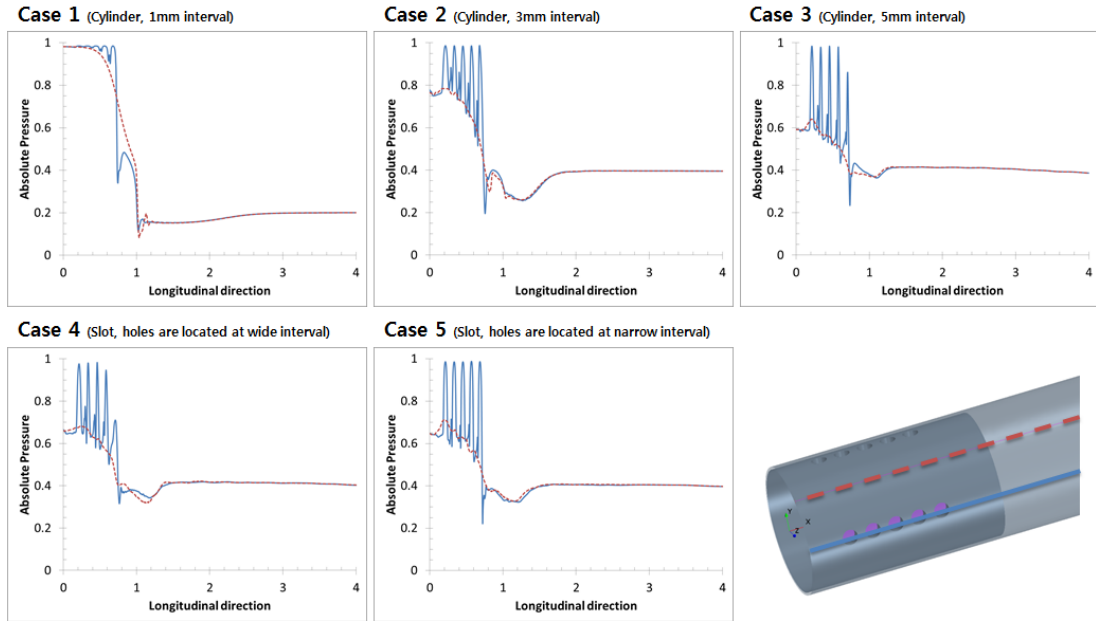 Case 1 (Cylinder, 1mm interval)
Case 2 (Cylinder, 3mm interval)
Case 3 (Cylinder, 5mm interval)
Absolute Pressure
1
0.8
0.6
0.4
0.2
0
0 1 2 3 4
Longitudinal direction
Absolute Pressure
1
0.8
0.6
0.4
0.2
0
0 1 2 3 4
Longitudinal direction
Absolute Pressure
1
0.8
0.6
0.4
0.2
0
0 1 2 3 4
Longitudinal direction
Case 4 (Slot, holes are located at wide interval)
Case 5 (Slot, holes are located at narrow interval)
Absolute Pressure
1
0.8
0.6
0.4
0.2
0
0 1 2 3 4
Longitudinal direction
Absolute Pressure
1
0.8
0.6
0.4
0.2
0
0 1 2 3 4
Longitudinal direction
Y
X
Z